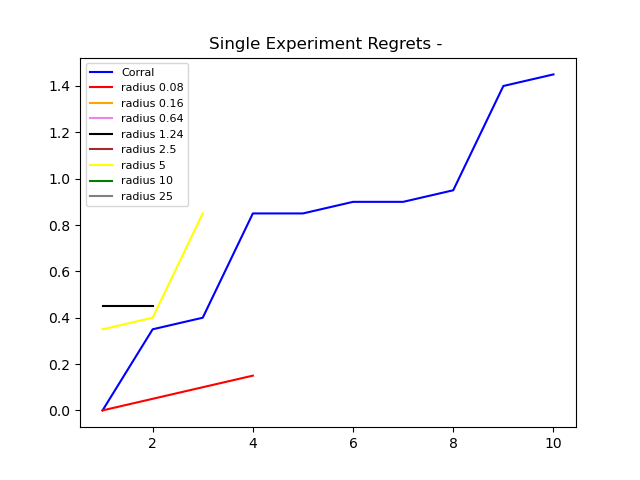 Single Experiment Regrets -
Corral
radius 0.08
radius 0.16
radius 0.64
radius 1.24
radius 2.5
radius 5
radius 10
radius 25
1.4
1.2
1.0
0.8
0.6
0.4
0.2
0.0
2 4 6 8 10